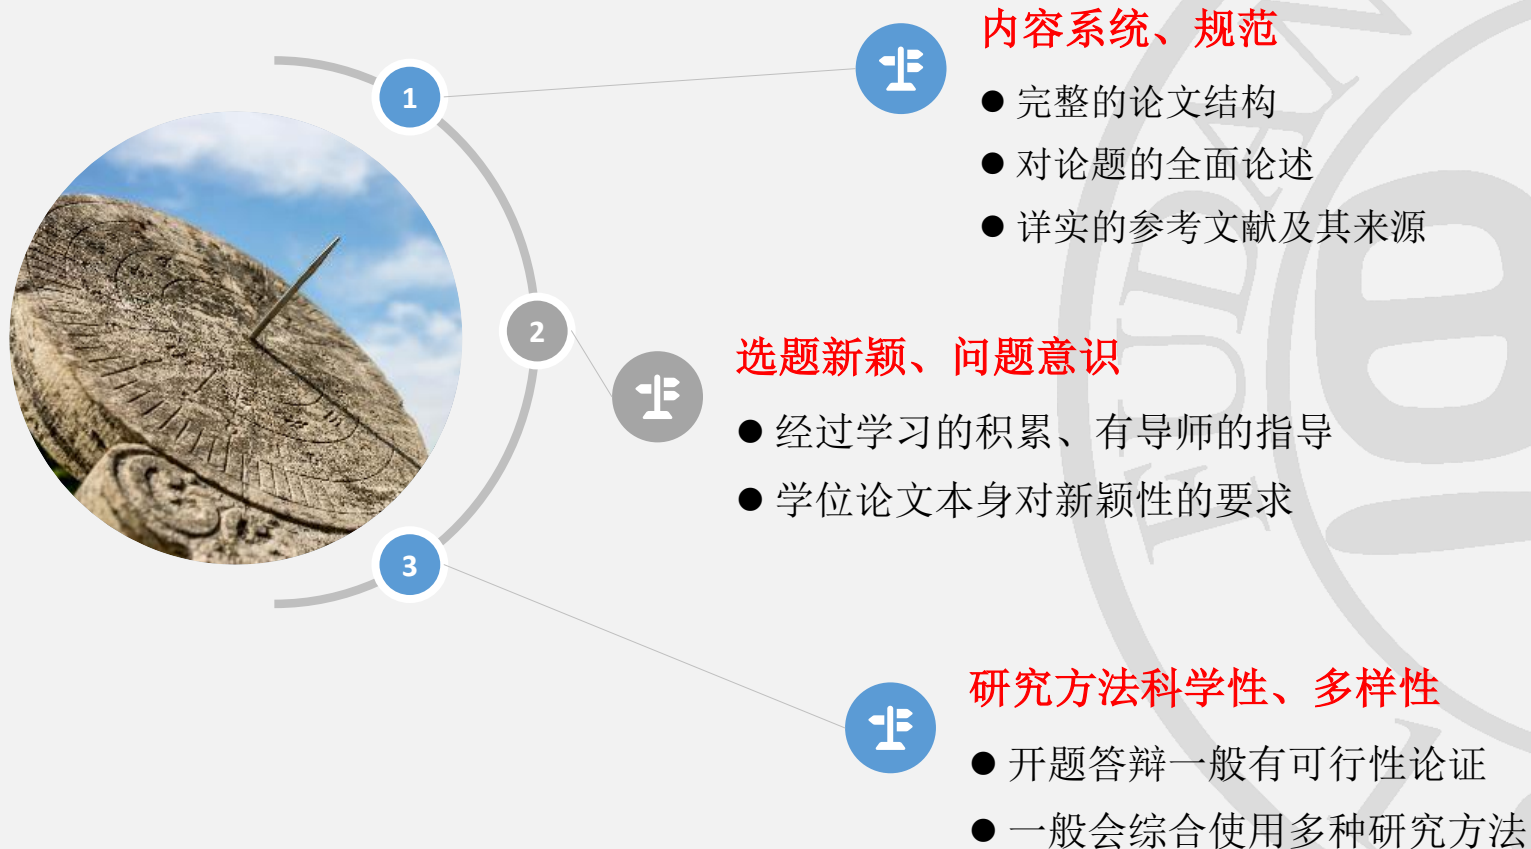 1
内容系统、规范
● 完整的论文结构
● 对论题的全面论述
● 详实的参考文献及其来源
2
选题新颖、问题意识
● 经过学习的积累、有导师的指导
● 学位论文本身对新颖性的要求
3
研究方法科学性、多样性
● 开题答辩一般有可行性论证
● 一般会综合使用多种研究方法
FUDAN